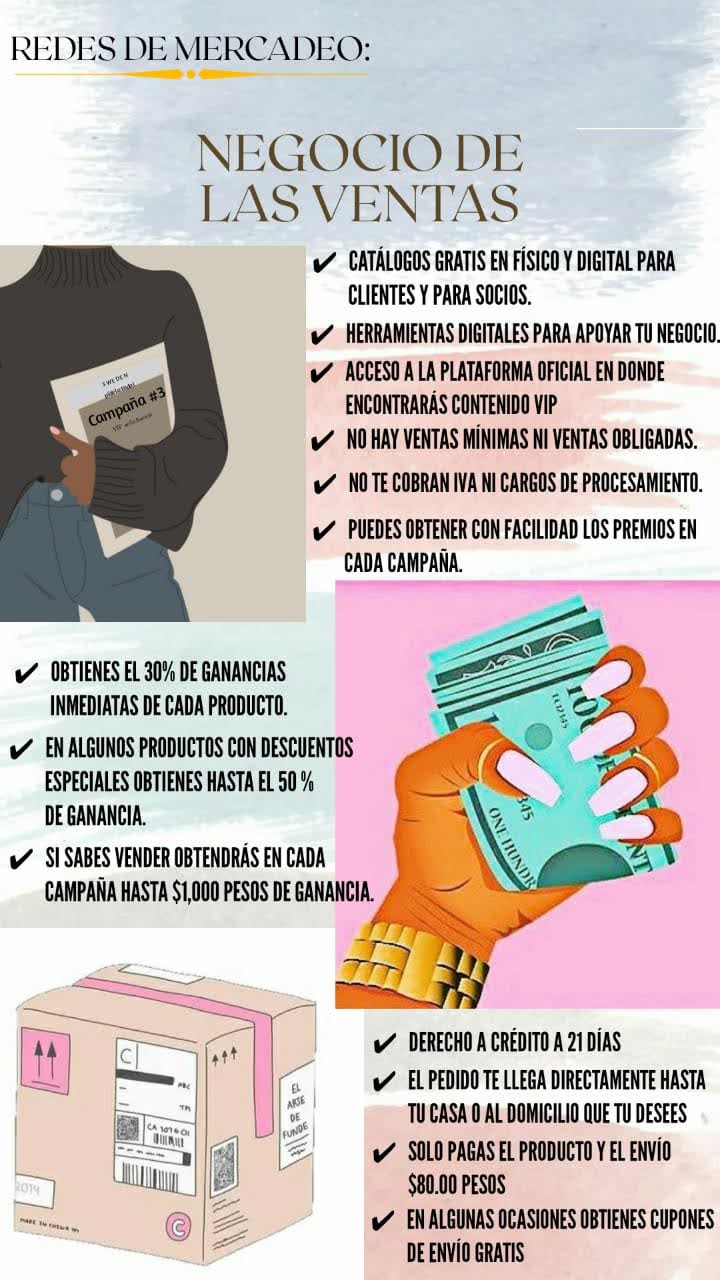 REDES DE MERCADEO:
NEGOCIO DE
LAS VENTAS
✔ CATÁLOGOS GRATIS EN FÍSICO Y DIGITAL PARA
CLIENTES Y PARA SOCIOS.
✔ HERRAMIENTAS DIGITALES PARA APOYAR TU NEGOCIO.
✔ ACCESO A LA PLATAFORMA OFICIAL EN DONDE
ENCONTRARÁS CONTENIDO VIP
✔ NO HAY VENTAS MÍNIMAS NI VENTAS OBLIGADAS.
✔ NO TE COBRAN IVA NI CARGOS DE PROCESAMIENTO.
✔ PUEDES OBTENER CON FACILIDAD LOS PREMIOS EN
CADA CAMPAÑA.
SWEDEN
Campaña #3
VIP
✔ OBTIENES EL 30% DE GANANCIAS
INMEDIATAS DE CADA PRODUCTO.
✔ EN ALGUNOS PRODUCTOS CON DESCUENTOS
ESPECIALES OBTIENES HASTA EL 50 %
DE GANANCIA.
✔ SI SABES VENDER OBTENDRÁS EN CADA
CAMPAÑA HASTA $1,000 PESOS DE GANANCIA.
ONE HUNDR
C
ABC
TM
CA 107601
EL
ARTE
DE
FUNDE
2014
MADE IN CHINA TM
C
✔ DERECHO A CRÉDITO A 21 DÍAS
✔ EL PEDIDO TE LLEGA DIRECTAMENTE HASTA
TU CASA O AL DOMICILIO QUE TU DESEES
✔ SOLO PAGAS EL PRODUCTO Y EL ENVÍO
$80.00 PESOS
✔ EN ALGUNAS OCASIONES OBTIENES CUPONES
DE ENVÍO GRATIS